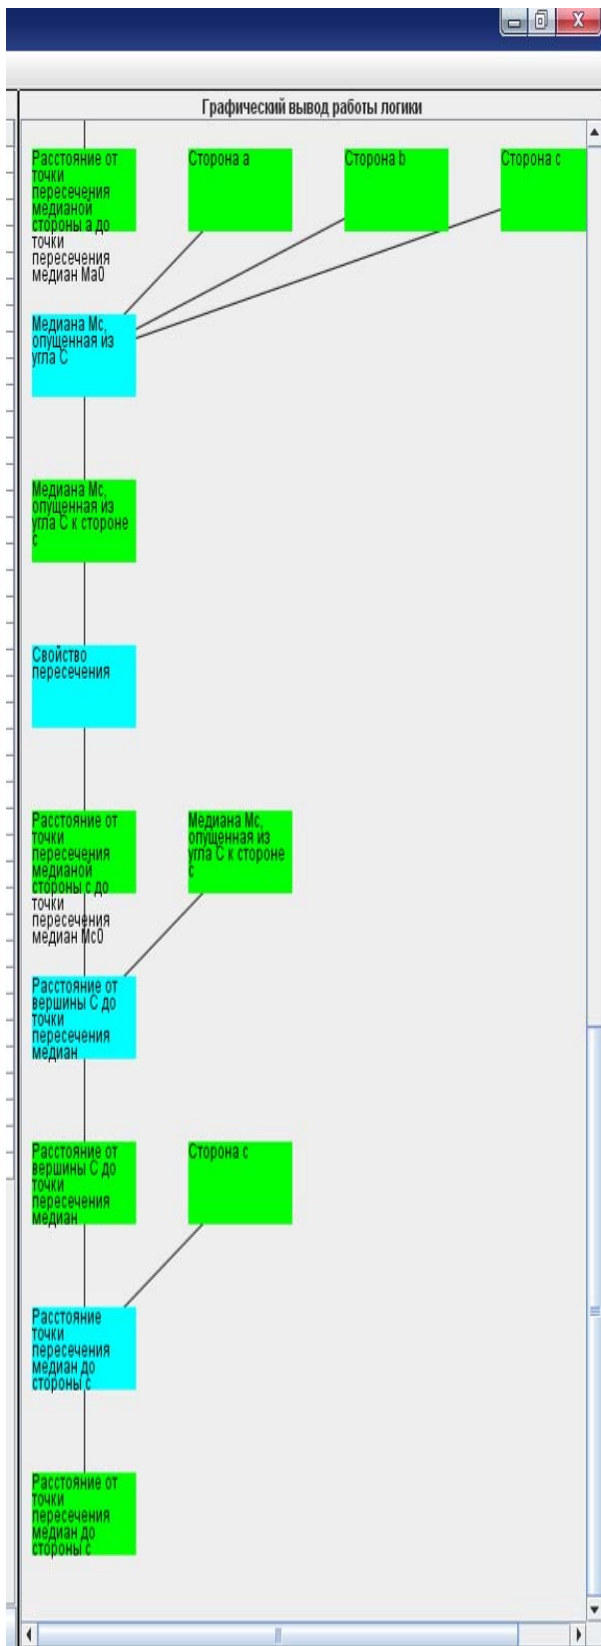 Графический вывод работы логики
Расстояние от
точки
пересечения
медианой
стороны а до
точки
пересечения
медиан Ма0
Сторона а
Сторона b
Сторона с
Медиана Мс,
опущенная из
угла С
Медиана Мс,
опущенная из
угла С к стороне
с
Свойство
пересечения
Расстояние от
точки
пересечения
медианой
стороны с до
точки
пересечения
медиан Мс0
Медиана Мс,
опущенная из
угла С к стороне
с
Расстояние от
вершины С до
точки
пересечения
медиан
Расстояние от
вершины С до
точки
пересечения
медиан
Сторона с
Расстояние
точки
пересечения
медиан до
стороны с
Расстояние от
точки
пересечения
медиан до
стороны с